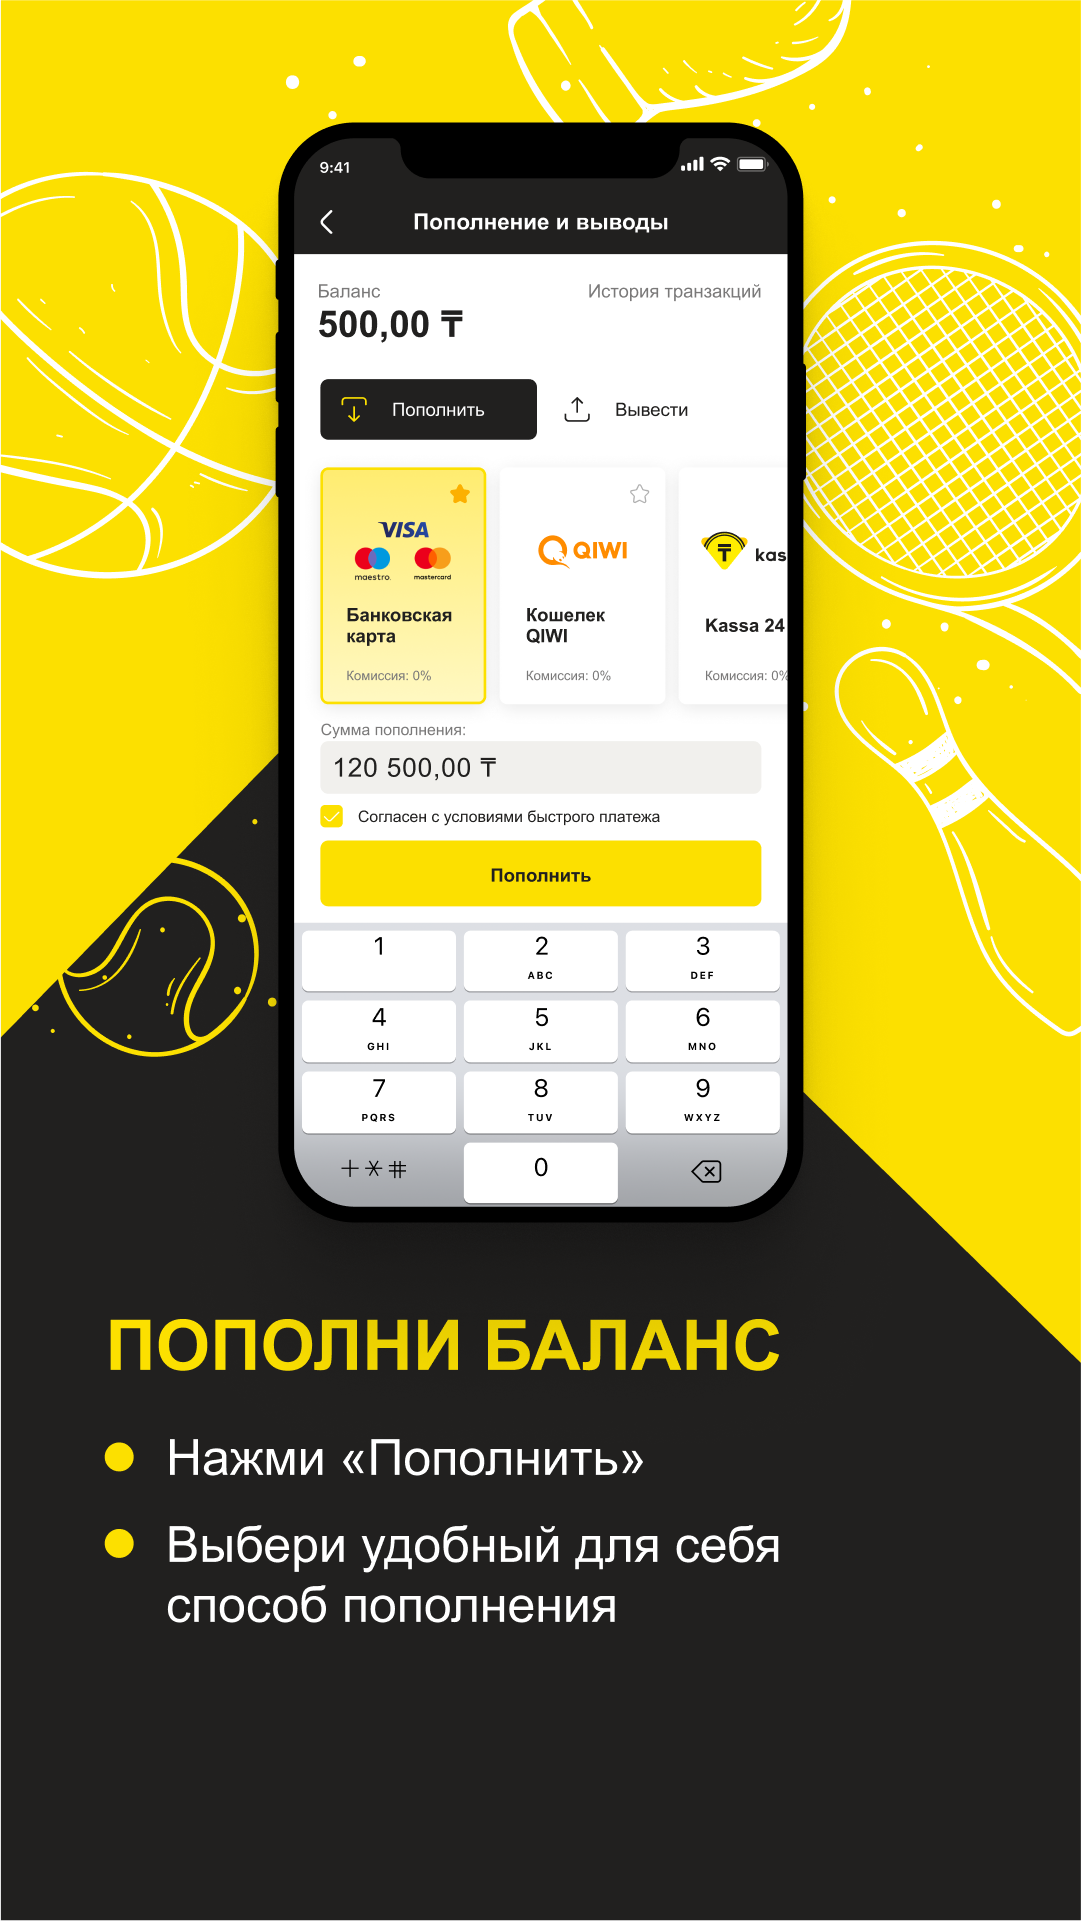 9:41
Пополнение и выводы
Баланс
История транзакций
500,00 ₸
Пополнить
Вывести
VISA
maestro.
mastercard
Банковская
карта
Комиссия: 0%
QIWI
Кошелек
QIWI
Комиссия: 0%
₸ kas
Kassa 24
Комиссия: 0%
Сумма пополнения:
120 500,00 ₸
Согласен с условиями быстрого платежа
Пополнить
1
2
ABC
3
DEF
4
GHI
5
JKL
6
MNO
7
PQRS
8
TUV
9
WXYZ
+*#
0
ПОПОЛНИ БАЛАНС
Нажми «Пополнить»
Выбери удобный для себя
способ пополнения